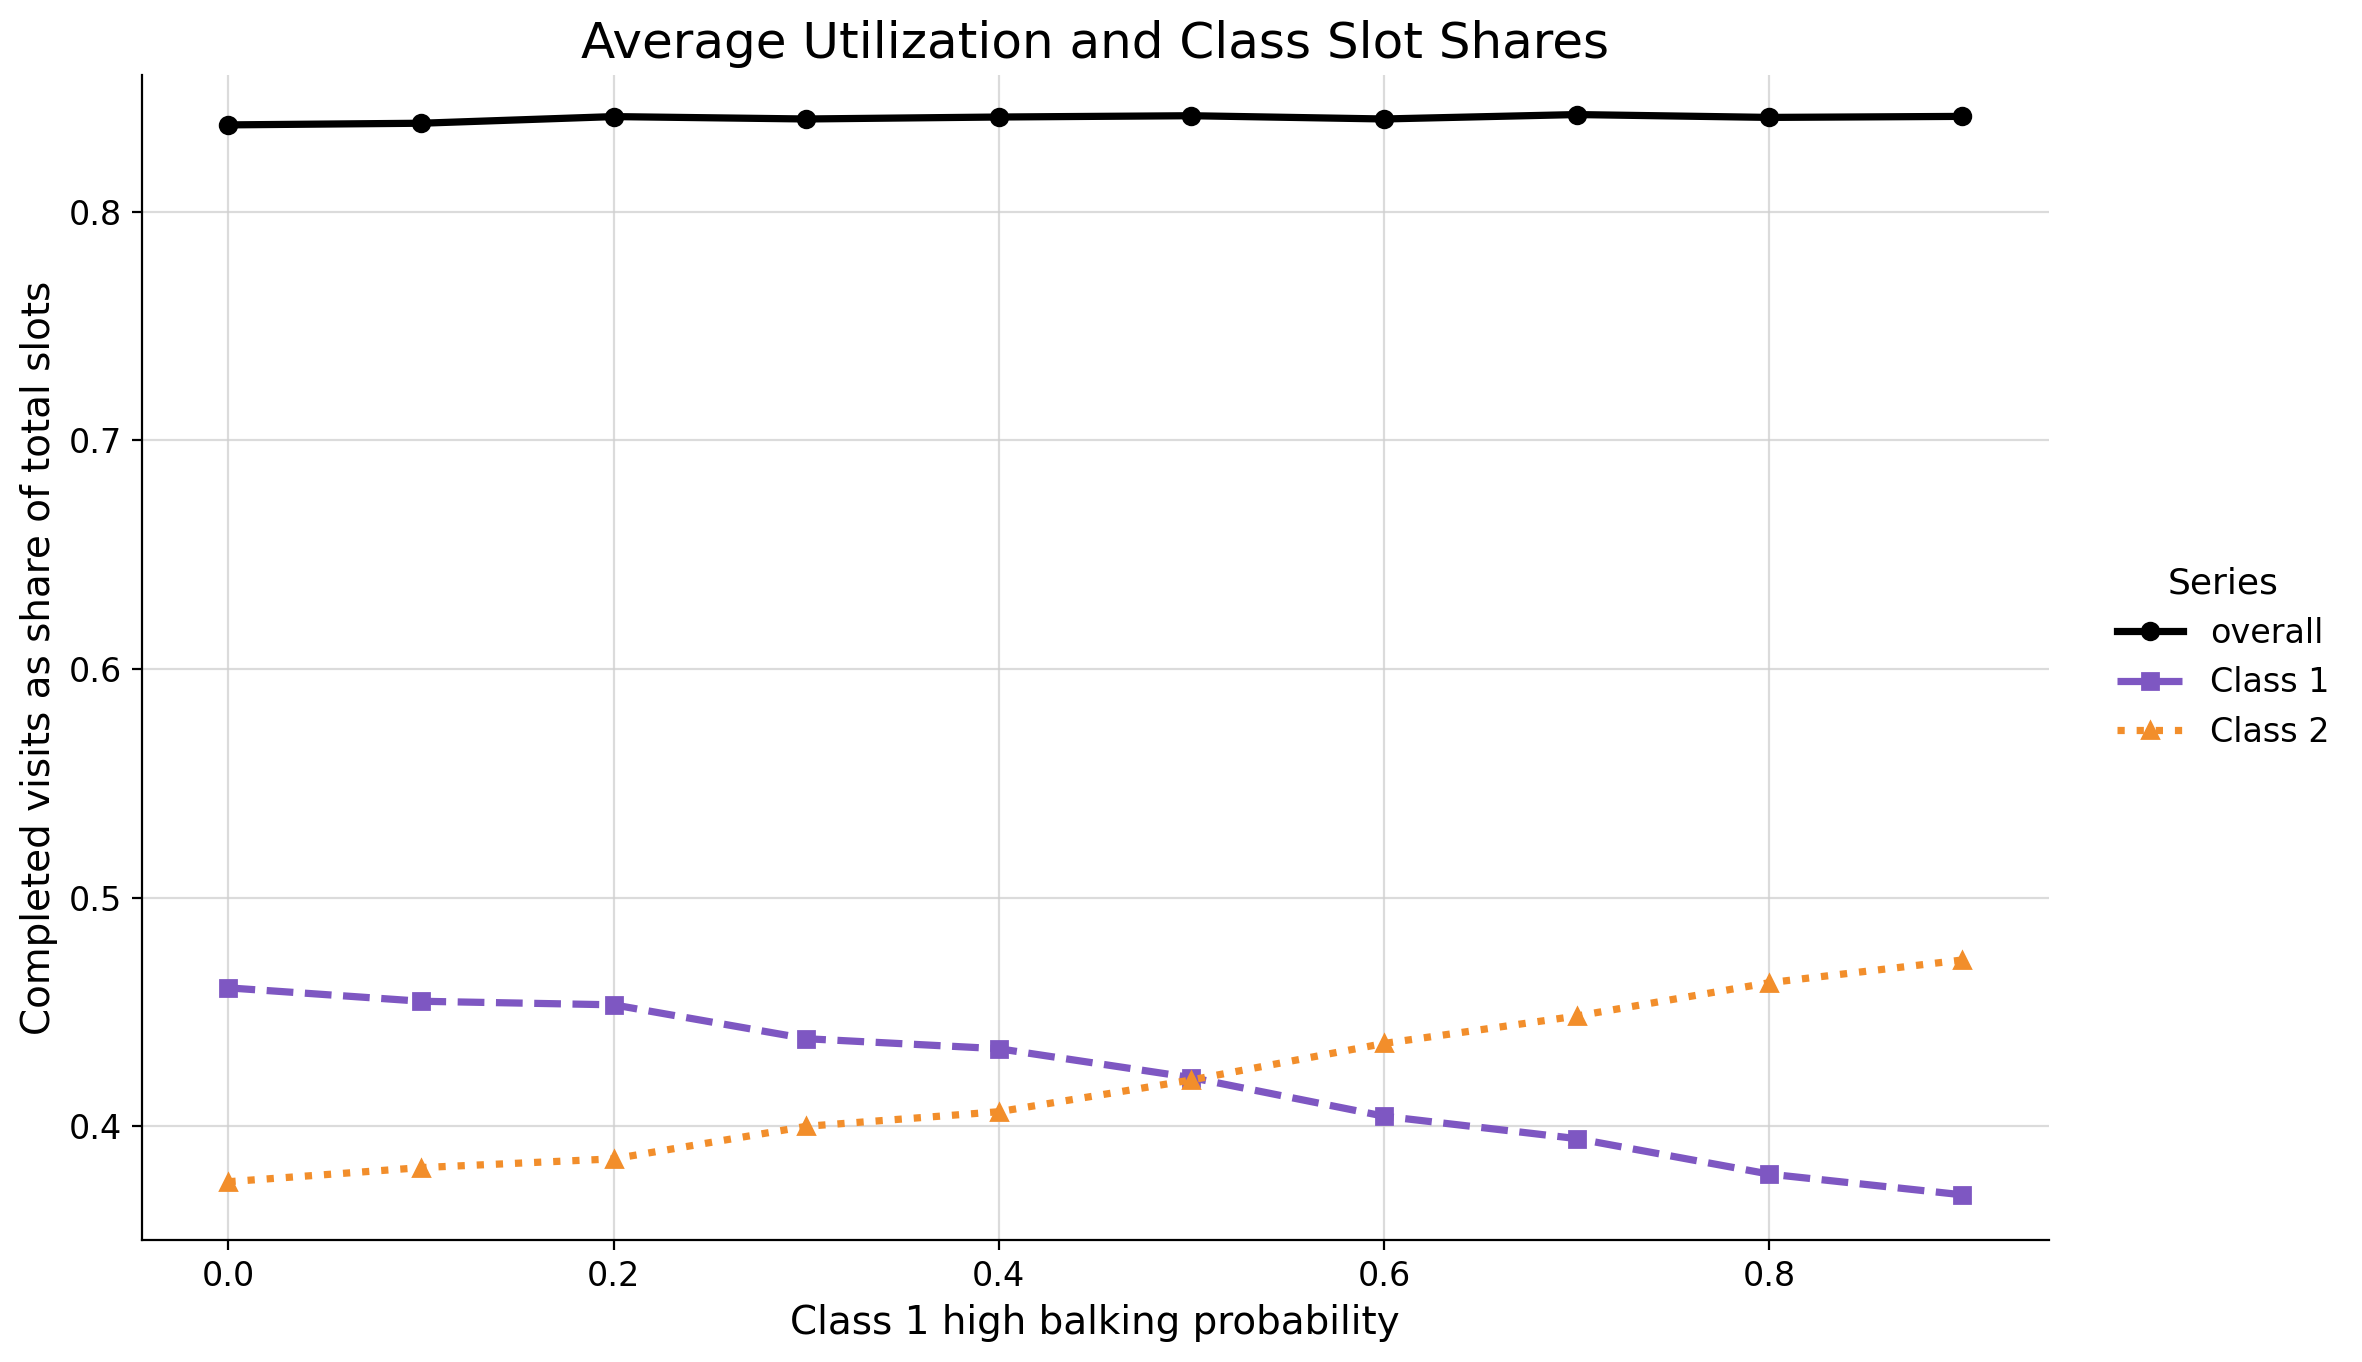 Average Utilization and Class Slot Shares
Completed visits as share of total slots
0.8
0.7
0.6
0.5
0.4
0.0
0.2
0.4
0.6
0.8
Class 1 high balking probability
Series
overall
Class 1
Class 2